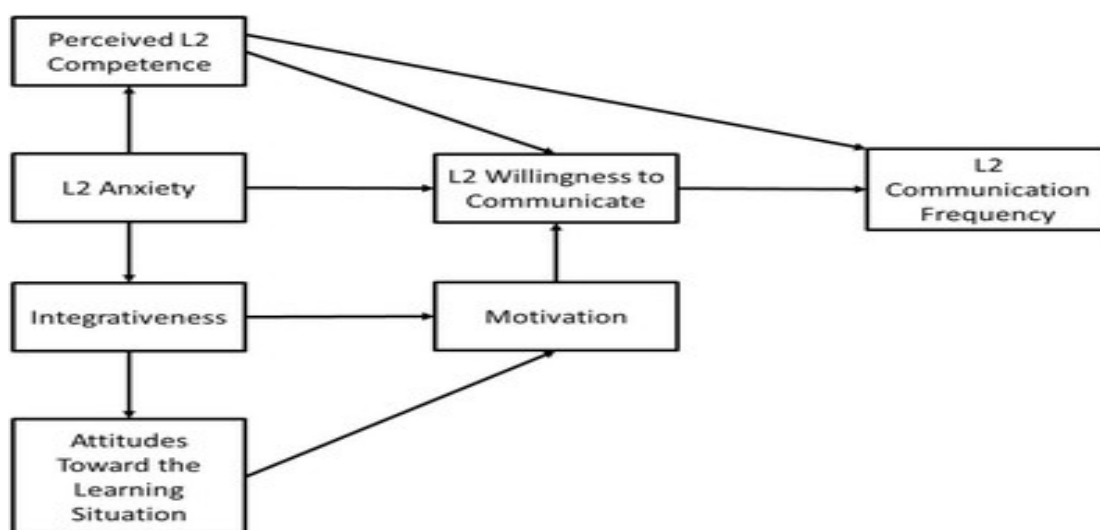 Perceived L2
Competence
L2 Anxiety
L2 Willingness to
Communicate
L2
Communication
Frequency
Integrativeness
Motivation
Attitudes
Toward the
Learning
Situation